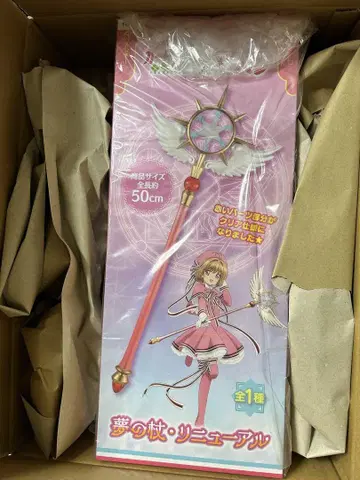 商品サイズ
全長約
50cm
赤いパーツ部分が
クリア仕様に
なりました★
全1種
夢の杖・リニューアル